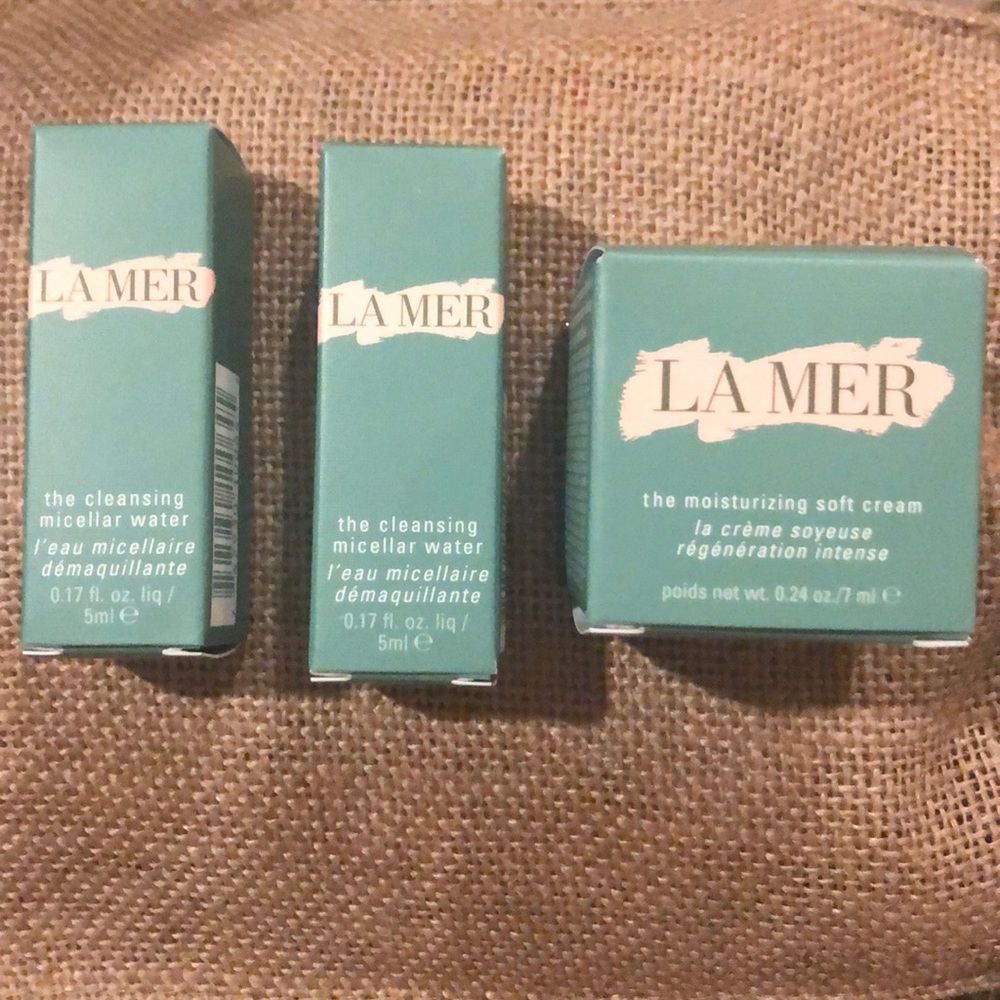 LA MER
the cleansing
micellar water
l'eau micellaire
démaquillante
0.17 fl. oz. liq /
5ml ℮
LA MER
the cleansing
micellar water
l'eau micellaire
démaquillante
0.17 fl. oz. liq /
5ml ℮
LA MER
the moisturizing soft cream
la crème soyeuse
régénération intense
poids net wt. 0.24 oz./7 ml ℮